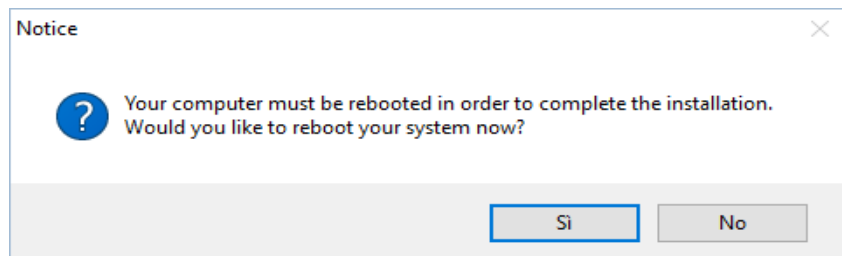 Notice
Your computer must be rebooted in order to complete the installation.
Would you like to reboot your system now?
Sì
No